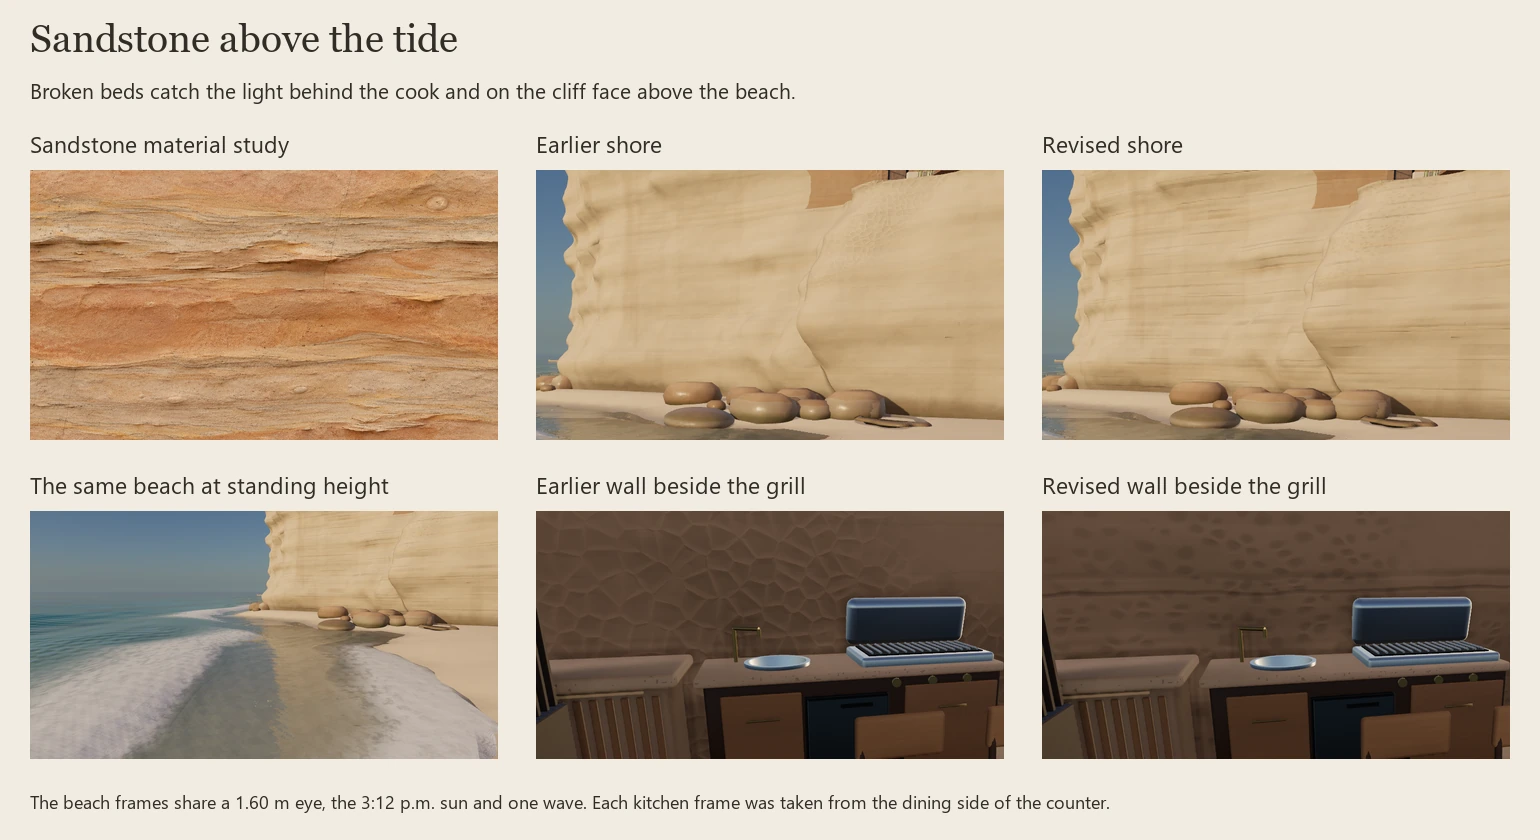 Sandstone above the tide
Broken beds catch the light behind the cook and on the cliff face above the beach.
Sandstone material study
Earlier shore
Revised shore
The same beach at standing height
Earlier wall beside the grill
Revised wall beside the grill
The beach frames share a 1.60 m eye, the 3:12 p.m. sun and one wave. Each kitchen frame was taken from the dining side of the counter.